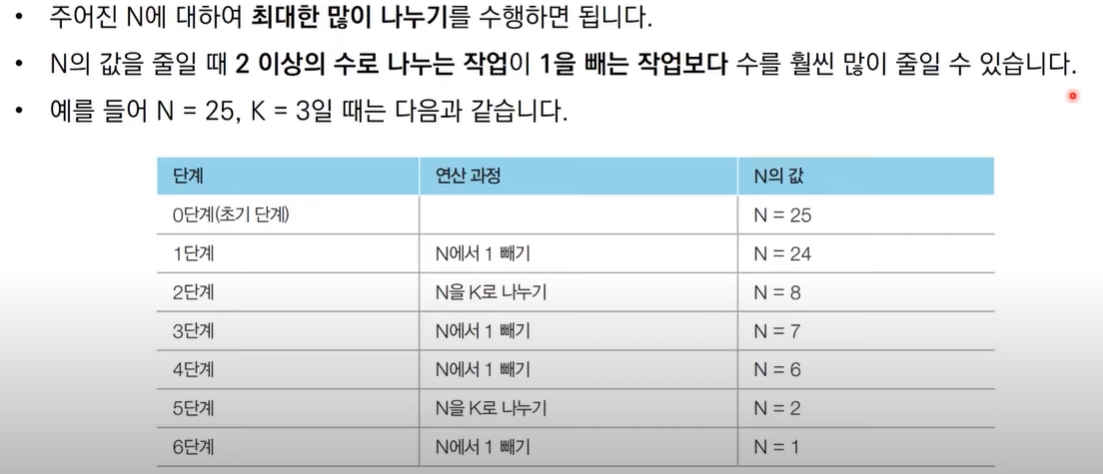 • 주어진 N에 대하여 최대한 많이 나누기를 수행하면 됩니다.
• N의 값을 줄일 때 2 이상의 수로 나누는 작업이 1을 빼는 작업보다 수를 훨씬 많이 줄일 수 있습니다.
• 예를 들어 N = 25, K = 3일 때는 다음과 같습니다.
단계 연산 과정 N의 값
0단계(초기 단계) N = 25
1단계 N에서 1 빼기 N = 24
2단계 N을 K로 나누기 N = 8
3단계 N에서 1 빼기 N = 7
4단계 N에서 1 빼기 N = 6
5단계 N을 K로 나누기 N = 2
6단계 N에서 1 빼기 N = 1